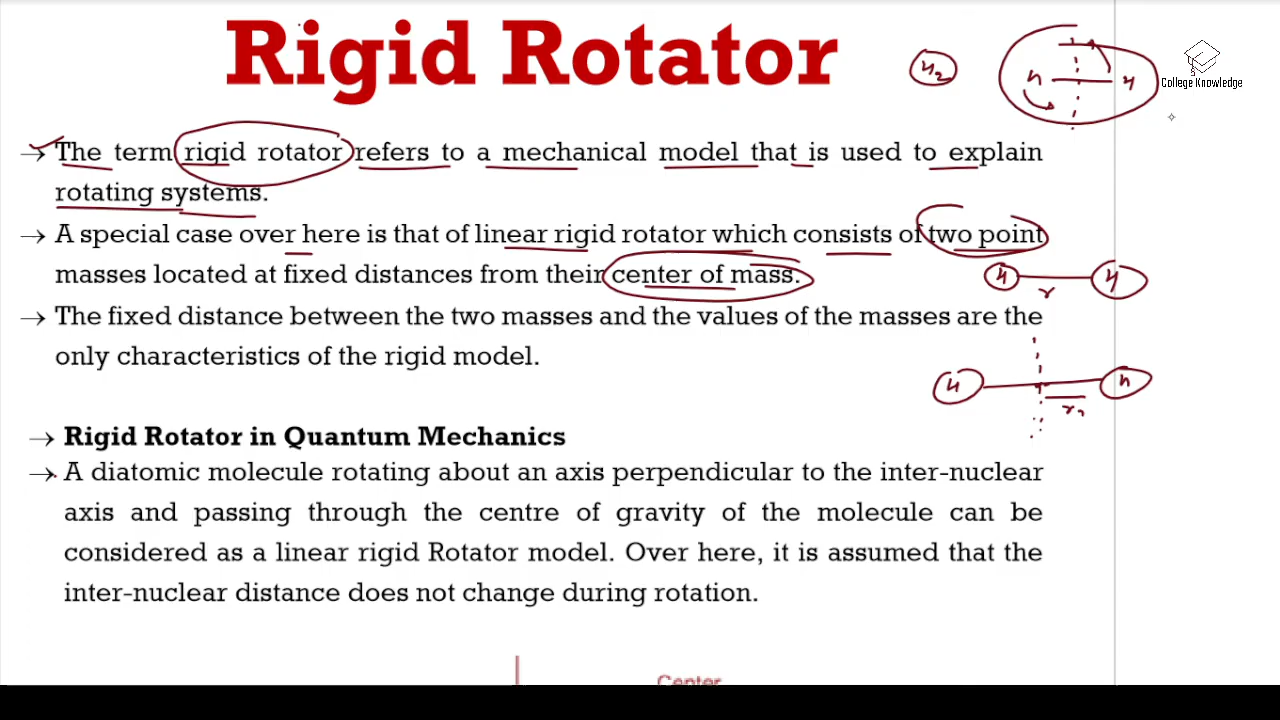 Rigid Rotator
H₂
H H
College Knowledge
→ The term rigid rotator refers to a mechanical model that is used to explain
rotating systems.
→ A special case over here is that of linear rigid rotator which consists of two point
masses located at fixed distances from their center of mass.
H H
r
→ The fixed distance between the two masses and the values of the masses are the
only characteristics of the rigid model.
H H
→ Rigid Rotator in Quantum Mechanics
→ A diatomic molecule rotating about an axis perpendicular to the inter-nuclear
axis and passing through the centre of gravity of the molecule can be
considered as a linear rigid Rotator model. Over here, it is assumed that the
inter-nuclear distance does not change during rotation.
Center